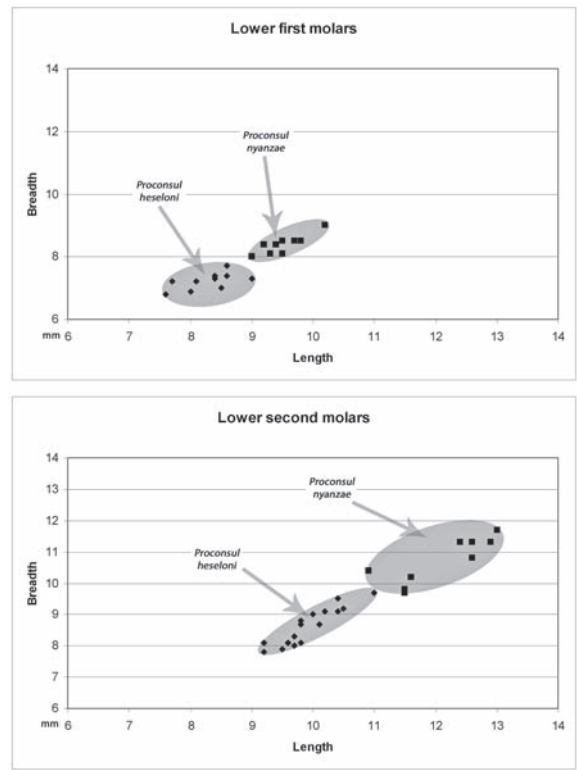 Lower first molars
14
12
10
8
6
Breadth
Proconsul
nyanzae
Proconsul
heseloni
mm 6 7 8 9 10 11 12 13 14
Length
Lower second molars
14
13
12
11
10
9
8
7
6
Breadth
Proconsul
nyanzae
Proconsul
heseloni
mm 6 7 8 9 10 11 12 13 14
Length